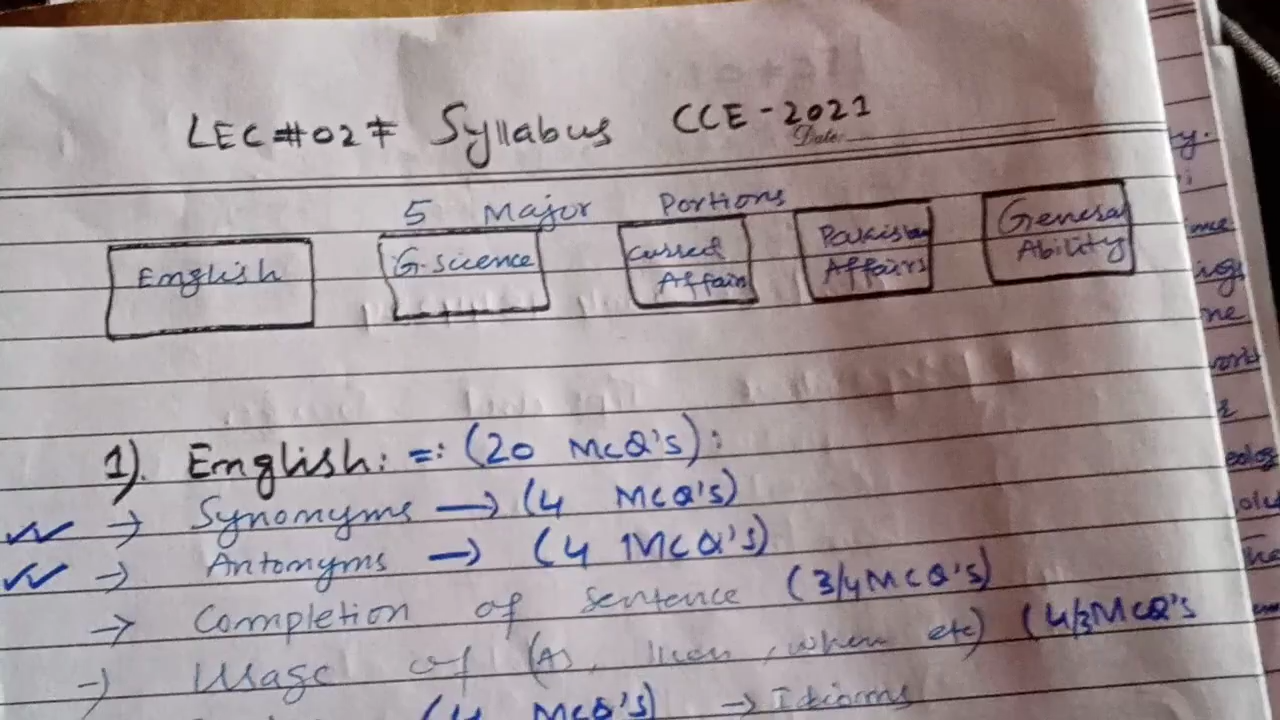 LEC#02 Syllabus CCE-2021
Date:
5 Major Portions
English
G.science
Current Affair
Pakistan Affairs
General Ability
1). English: =: (20 MCQ's):
→ Synonyms → (4 MCQ's)
→ Antonyms → (4 MCQ's)
→ Completion of sentence (3/4 MCQ's)
→ Usage of (As, when etc) (4/3 MCQ's
(4 MCQ's) → Idioms